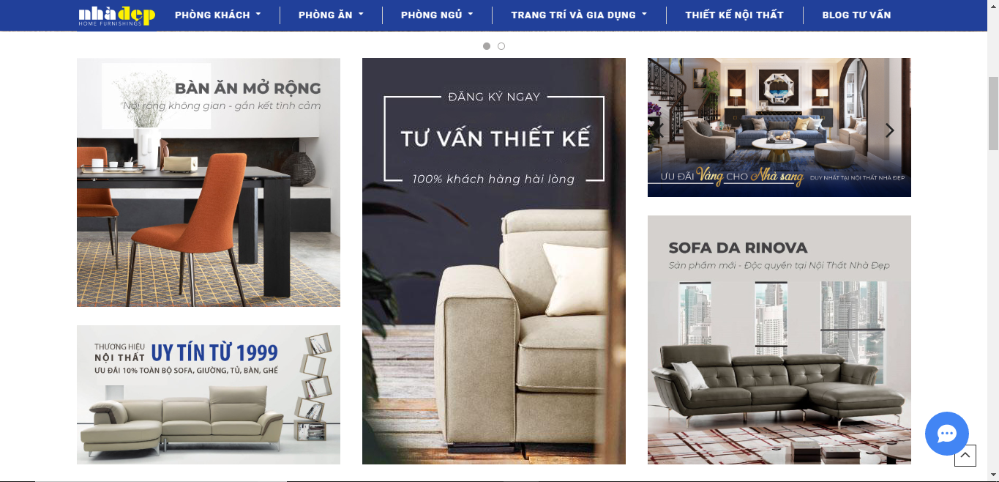 nhàđẹp
HOME FURNISHINGS
PHÒNG KHÁCH
PHÒNG ĂN
PHÒNG NGỦ
TRANG TRÍ VÀ GIA DỤNG
THIẾT KẾ NỘI THẤT
BLOG TƯ VẤN
BÀN ĂN MỞ RỘNG
Nới rộng không gian - gắn kết tình cảm
THƯƠNG HIỆU
NỘI THẤT UY TÍN TỪ 1999
ƯU ĐÃI 10% TOÀN BỘ SOFA, GIƯỜNG, TỦ, BÀN, GHẾ
ĐĂNG KÝ NGAY
TƯ VẤN THIẾT KẾ
100% khách hàng hài lòng
ƯU ĐÃI Vàng CHO Nhà sang DUY NHẤT TẠI NỘI THẤT NHÀ ĐẸP
SOFA DA RINOVA
Sản phẩm mới - Độc quyền tại Nội Thất Nhà Đẹp